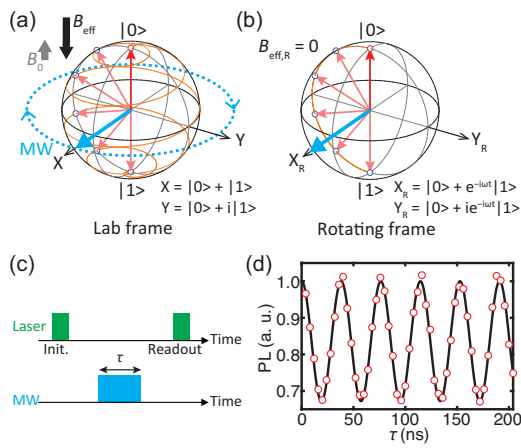 (a)
B_eff
|0>
B_0
MW
X
Y
|1>
X = |0> + |1>
Y = |0> + i|1>
Lab frame
(b)
|0>
B_eff,R = 0
X_R
Y_R
|1>
X_R = |0> + e^{-iωt}|1>
Y_R = |0> + ie^{-iωt}|1>
Rotating frame
(c)
Laser
Time
Init.
Readout
τ
MW
Time
(d)
PL (a. u.)
1.0
0.9
0.8
0.7
0 50 100 150 200
τ (ns)